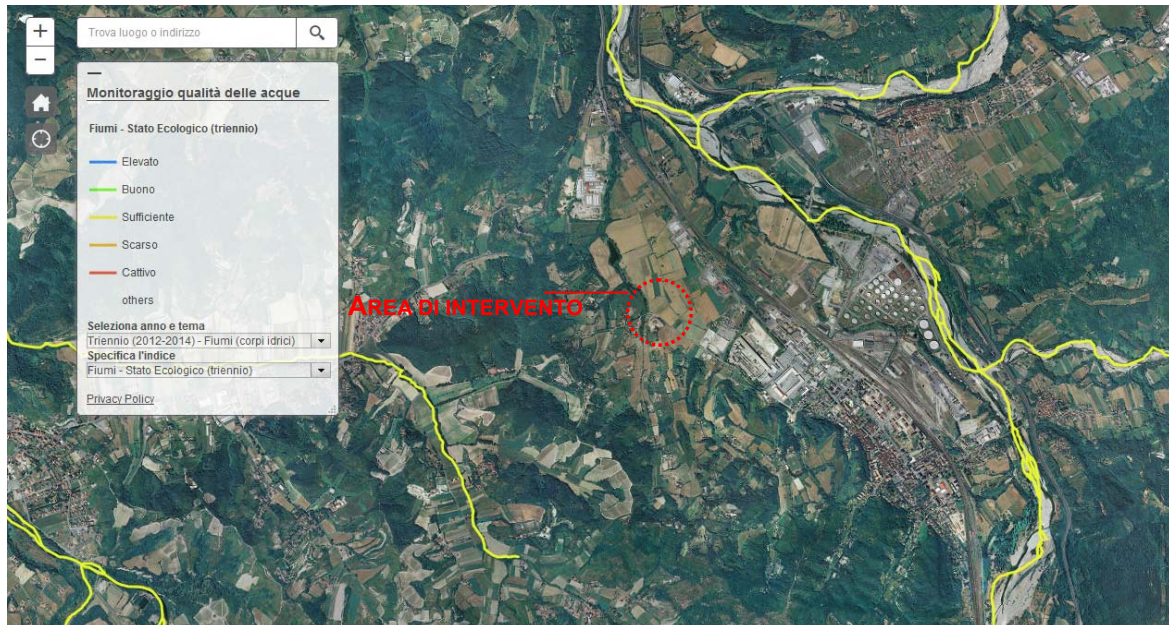 +
Trova luogo o indirizzo
−
Monitoraggio qualità delle acque
Fiumi - Stato Ecologico (triennio)
Elevato
Buono
Sufficiente
Scarso
Cattivo
others
AREA DI INTERVENTO
Seleziona anno e tema
Triennio (2012-2014) - Fiumi (corpi idrici)
Specifica l'indice
Fiumi - Stato Ecologico (triennio)
Privacy Policy